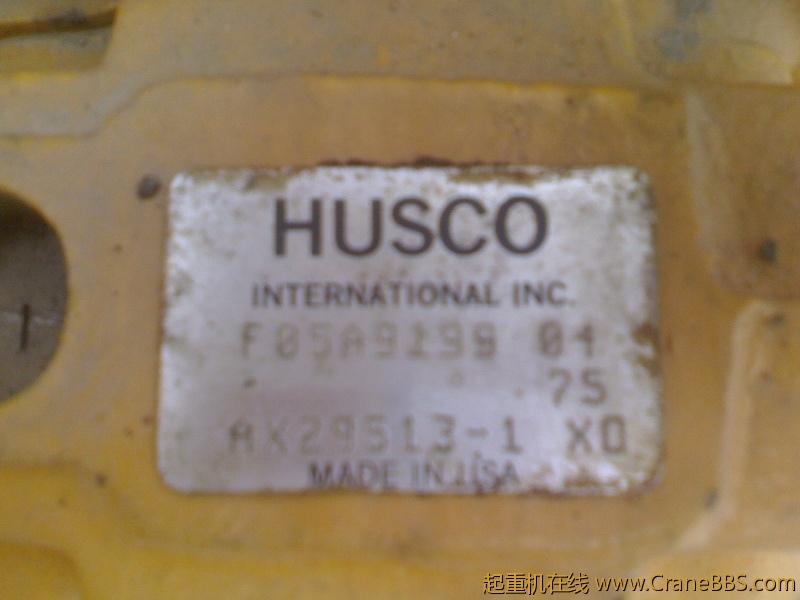 HUSCO
INTERNATIONAL INC.
F05A9199 04
75
AX29513-1 X0
MADE IN USA
起重机在线 www.CraneBBS.com